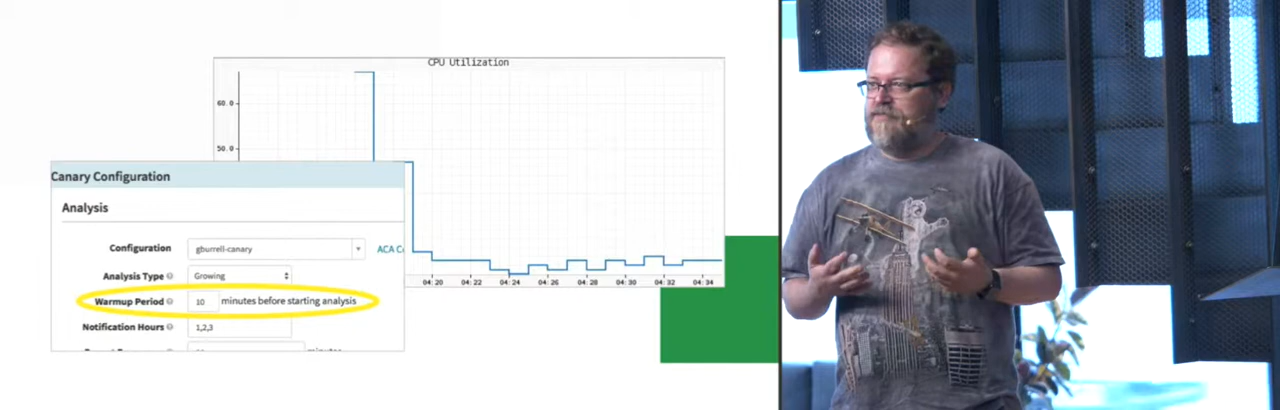 CPU Utilization
60.0
50.0
Canary Configuration
Analysis
Configuration gburrell-canary ACA
Analysis Type Growing
Warmup Period 10 minutes before starting analysis
Notification Hours 1,2,3
minutes
04:20 04:22 04:24 04:26 04:28 04:30 04:32 04:34